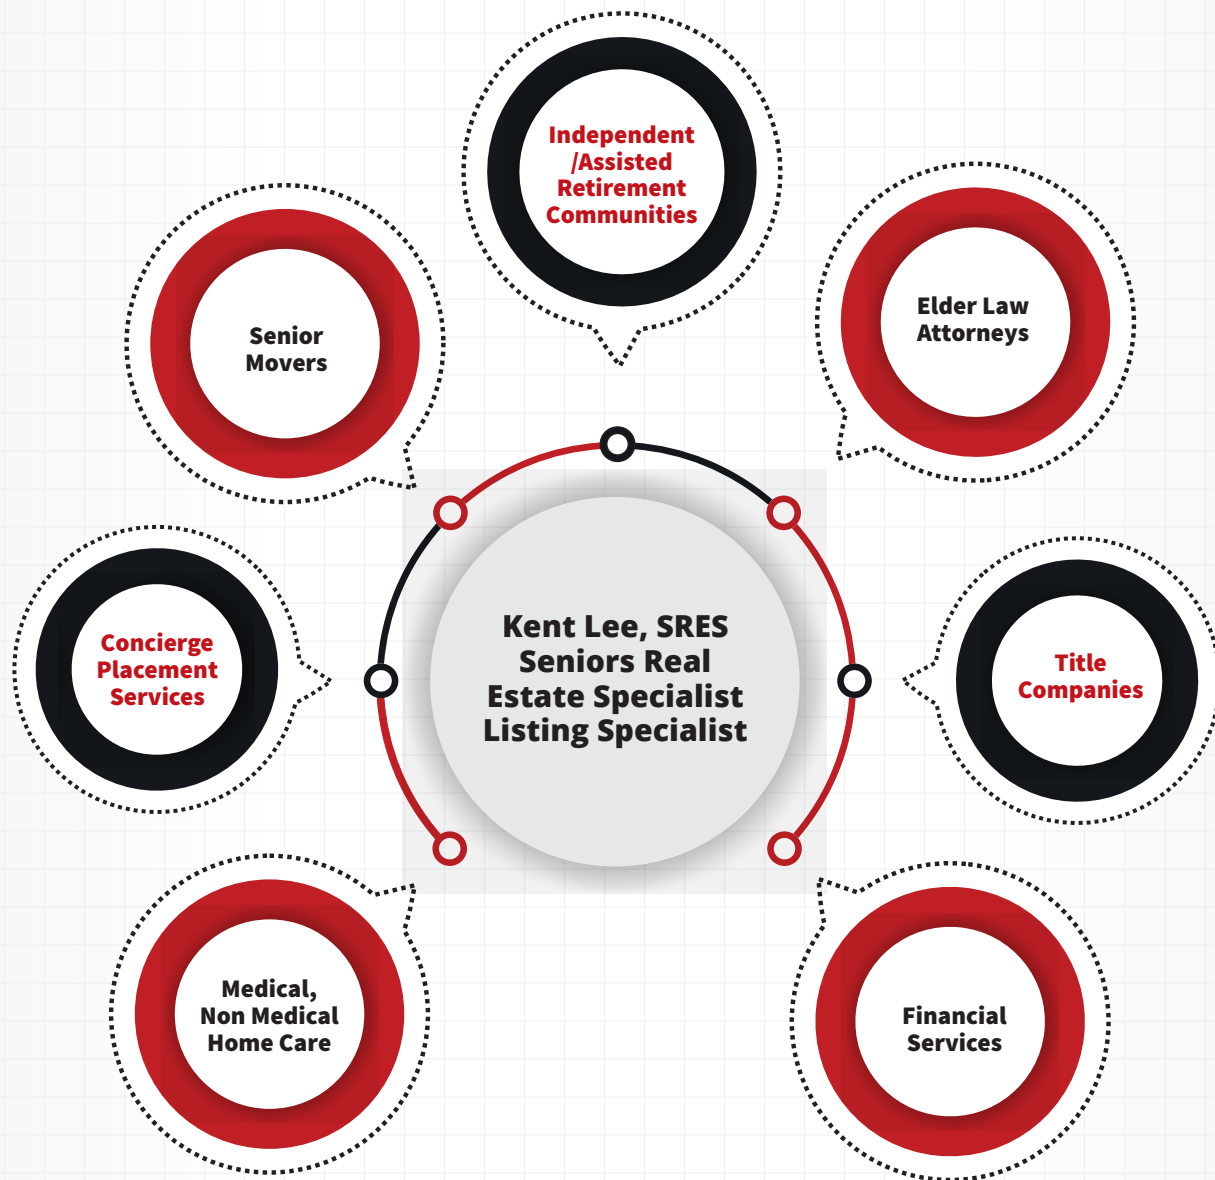 Independent
/Assisted
Retirement
Communities
Elder Law
Attorneys
Senior
Movers
Kent Lee, SRES
Seniors Real
Estate Specialist
Listing Specialist
Concierge
Placement
Services
Title
Companies
Medical,
Non Medical
Home Care
Financial
Services